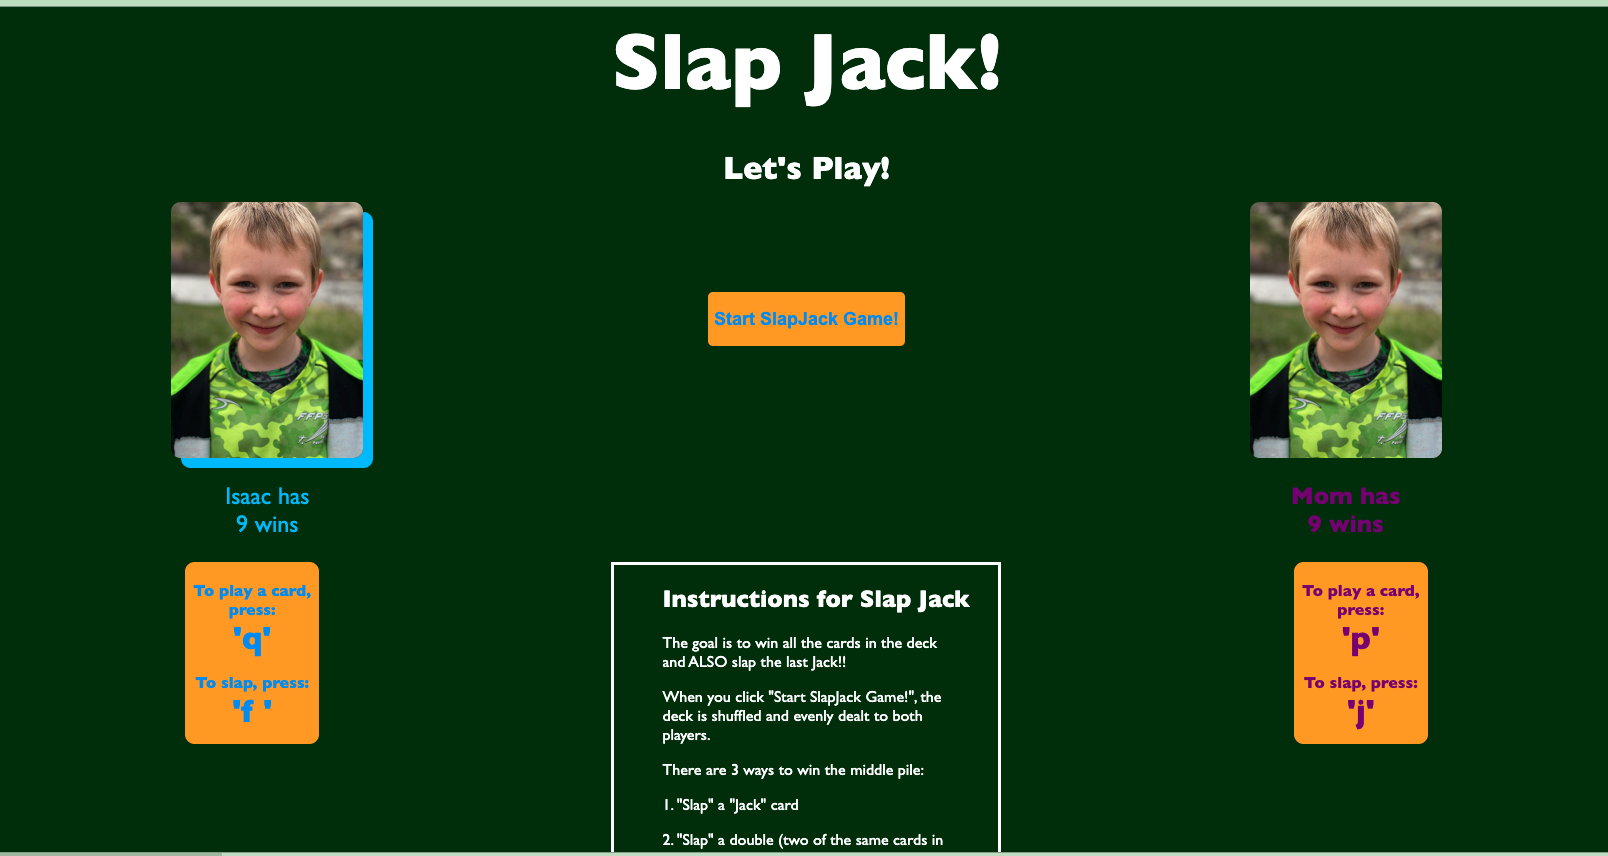 Slap Jack!
Let's Play!
Start SlapJack Game!
FFPS
Isaac has
9 wins
Mom has
9 wins
To play a card,
press:
'q'
To slap, press:
'f '
Instructions for Slap Jack
The goal is to win all the cards in the deck
and ALSO slap the last Jack!!
When you click "Start SlapJack Game!", the
deck is shuffled and evenly dealt to both
players.
There are 3 ways to win the middle pile:
1. "Slap" a "Jack" card
2. "Slap" a double (two of the same cards in
To play a card,
press:
'p'
To slap, press:
'j'